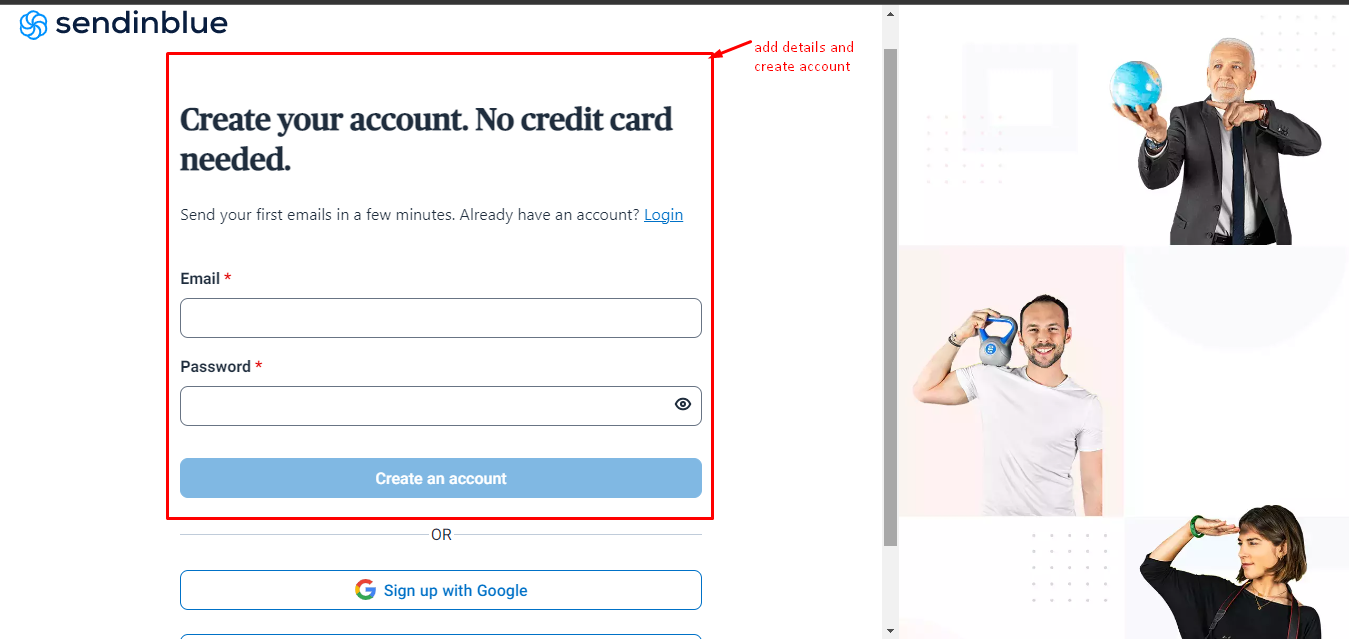 sendinblue
add details and
create account
Create your account. No credit card
needed.
Send your first emails in a few minutes. Already have an account? Login
Email *
Password *
Create an account
OR
Sign up with Google